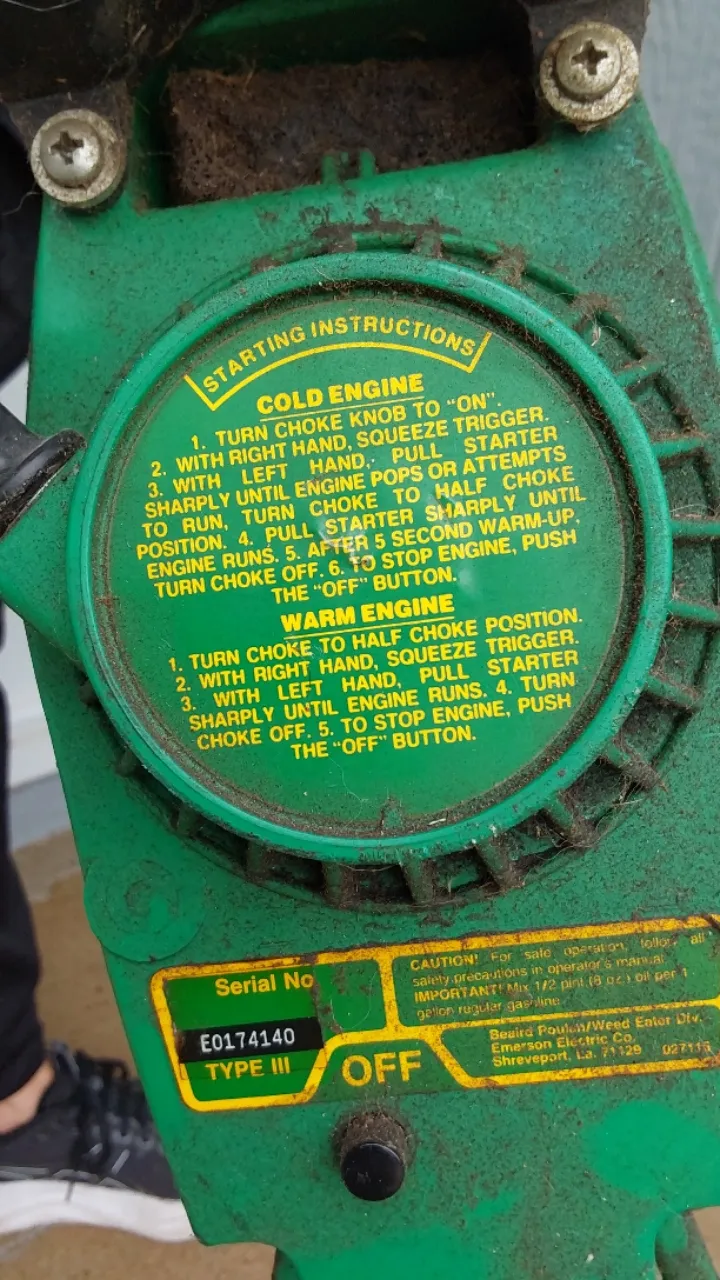 STARTING INSTRUCTIONS
COLD ENGINE
1. TURN CHOKE KNOB TO "ON".
2. WITH RIGHT HAND, SQUEEZE TRIGGER.
3. WITH LEFT HAND, PULL STARTER
SHARPLY UNTIL ENGINE POPS OR ATTEMPTS
TO RUN, TURN CHOKE TO HALF CHOKE
POSITION. 4. PULL STARTER SHARPLY UNTIL
ENGINE RUNS. 5. AFTER 5 SECOND WARM-UP,
TURN CHOKE OFF. 6. TO STOP ENGINE, PUSH
THE "OFF" BUTTON.
WARM ENGINE
1. TURN CHOKE TO HALF CHOKE POSITION.
2. WITH RIGHT HAND, SQUEEZE TRIGGER.
3. WITH LEFT HAND, PULL STARTER
SHARPLY UNTIL ENGINE RUNS. 4. TURN
CHOKE OFF. 5. TO STOP ENGINE, PUSH
THE "OFF" BUTTON.
Serial No
E0174140
TYPE III
OFF
CAUTION! For safe operation, follow all
safety precautions in operator's manual.
IMPORTANT! Mix 1/2 pint (8 oz.) oil per 1
gallon rugular gasoline.
Beaird Poulan/Weed Eater Div.
Emerson Electric Co.
Shreveport, La. 71129